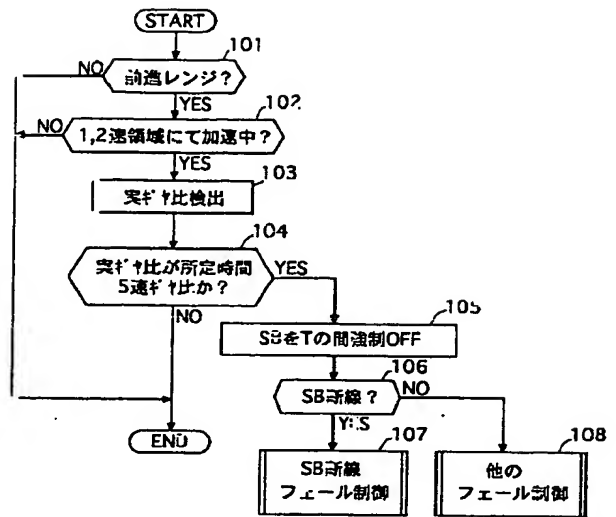 START
101
前進レンジ?
NO
YES
102
1,2速領域にて加速中?
NO
YES
103
実ギヤ比検出
104
実ギヤ比が所定時間
5速ギヤ比か?
YES
NO
105
SBをTの間強制OFF
106
SB断線?
NO
YES
END
107
SB断線
フェール制御
108
他の
フェール制御